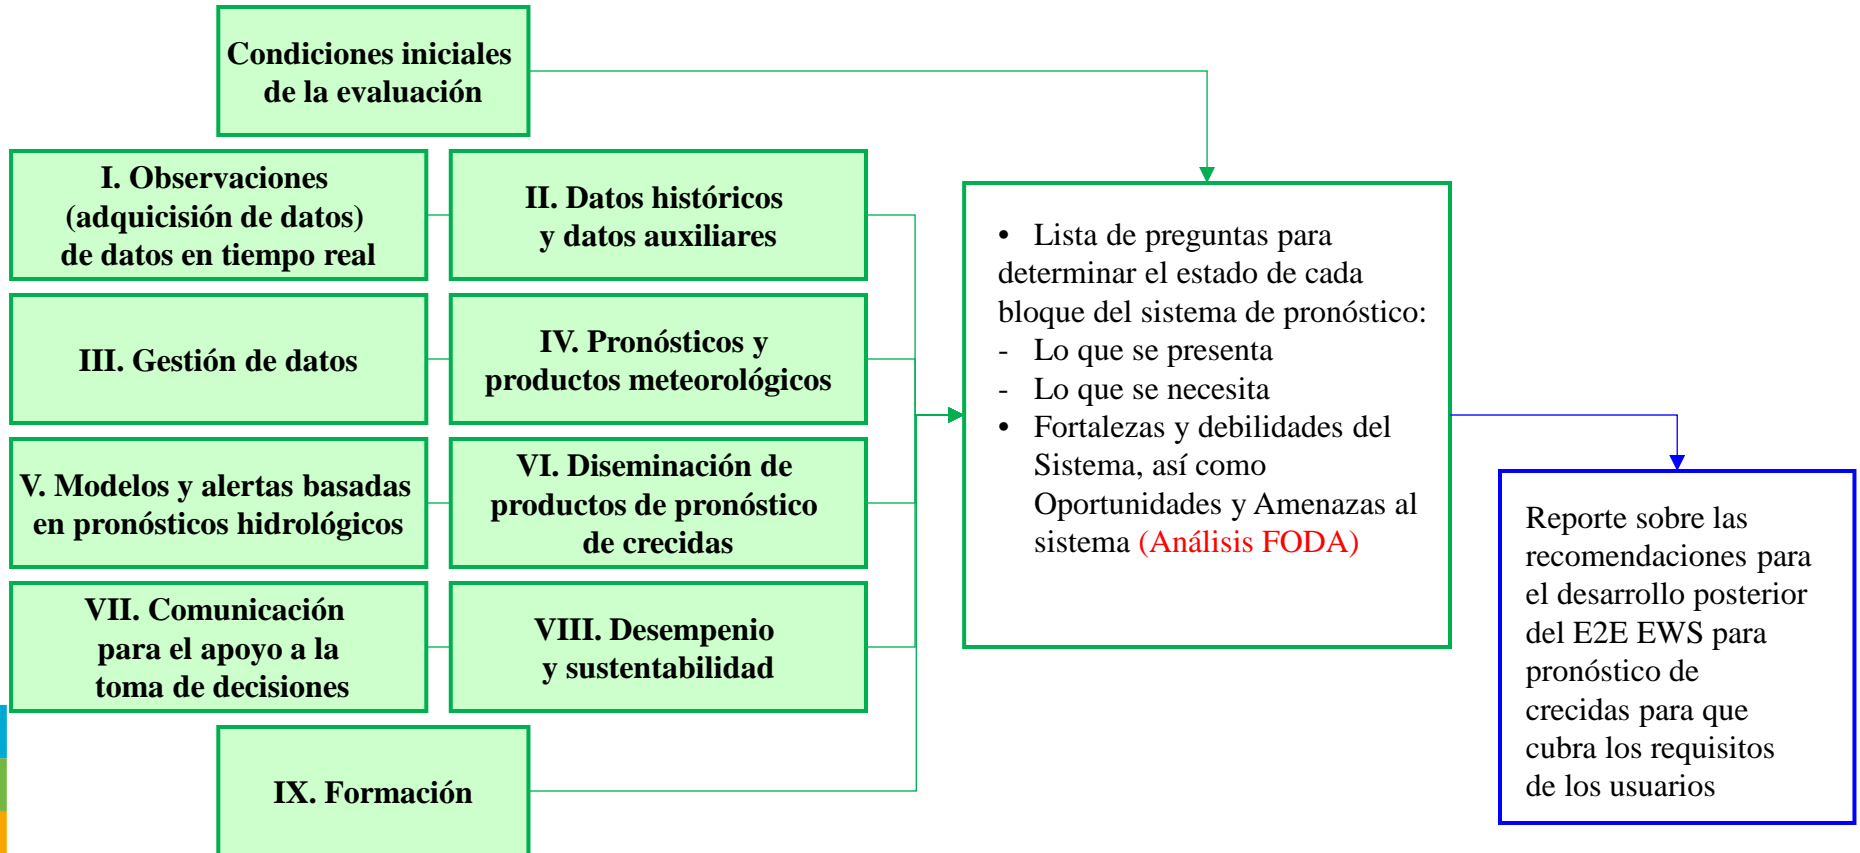 Condiciones iniciales
de la evaluación
I. Observaciones
(adquicisión de datos)
de datos en tiempo real
II. Datos históricos
y datos auxiliares
III. Gestión de datos
IV. Pronósticos y
productos meteorológicos
V. Modelos y alertas basadas
en pronósticos hidrológicos
VI. Diseminación de
productos de pronóstico
de crecidas
VII. Comunicación
para el apoyo a la
toma de decisiones
VIII. Desempenio
y sustentabilidad
IX. Formación
• Lista de preguntas para
determinar el estado de cada
bloque del sistema de pronóstico:
- Lo que se presenta
- Lo que se necesita
• Fortalezas y debilidades del
Sistema, así como
Oportunidades y Amenazas al
sistema (Análisis FODA)
Reporte sobre las
recomendaciones para
el desarrollo posterior
del E2E EWS para
pronóstico de
crecidas para que
cubra los requisitos
de los usuarios